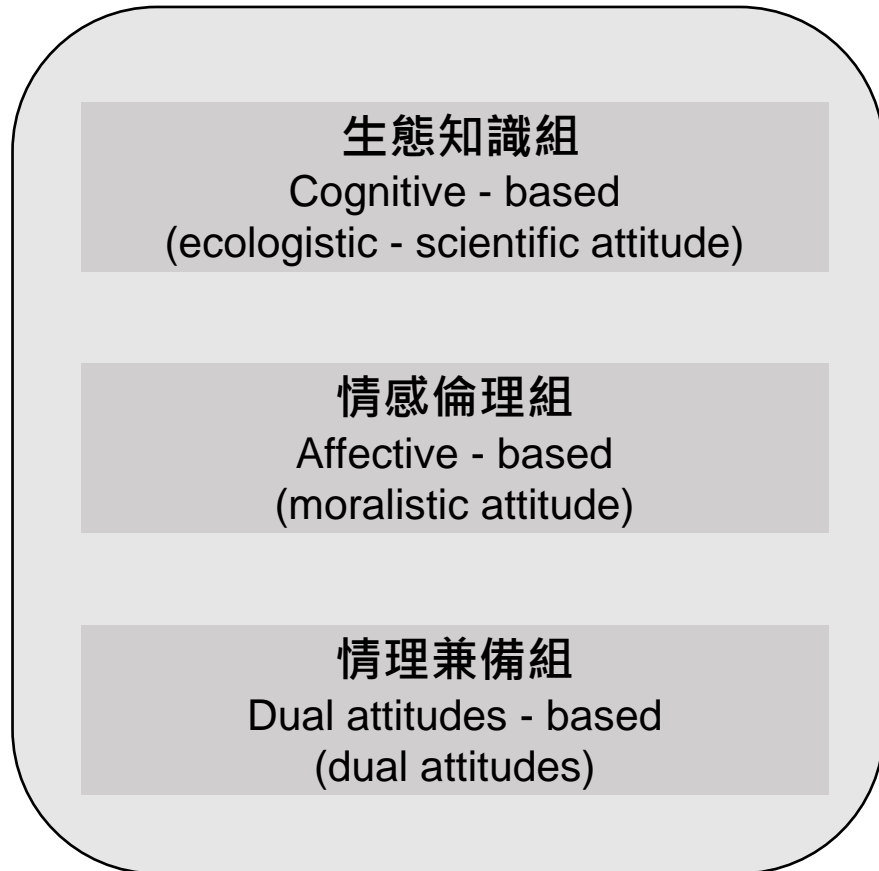 生態知識組
Cognitive - based
(ecologistic - scientific attitude)
情感倫理組
Affective - based
(moralistic attitude)
情理兼備組
Dual attitudes - based
(dual attitudes)